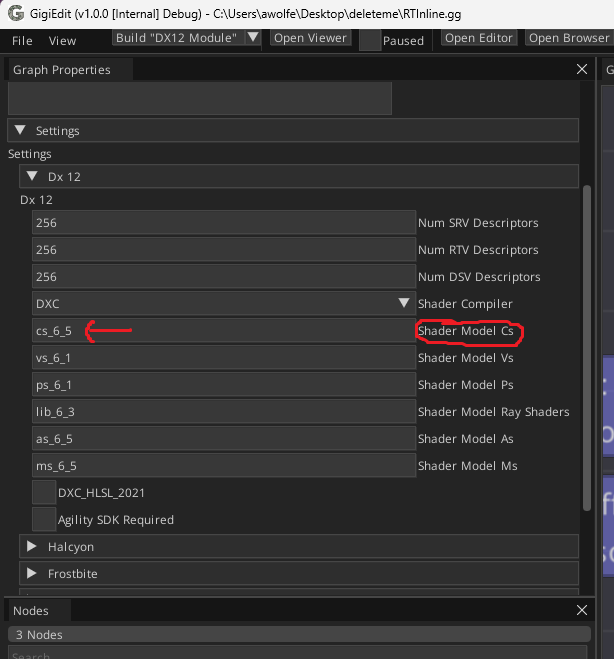 GigiEdit (v1.0.0 [Internal] Debug) - C:\Users\awolfe\Desktop\deleteme\RTInline.gg
File View Build "DX12 Module" Open Viewer Paused Open Editor Open Browser
Graph Properties
Settings
Settings
Dx 12
Dx 12
256 Num SRV Descriptors
256 Num RTV Descriptors
256 Num DSV Descriptors
DXC Shader Compiler
cs_6_5 Shader Model Cs
vs_6_1 Shader Model Vs
ps_6_1 Shader Model Ps
lib_6_3 Shader Model Ray Shaders
as_6_5 Shader Model As
ms_6_5 Shader Model Ms
DXC_HLSL_2021
Agility SDK Required
Halcyon
Frostbite
Nodes
3 Nodes
Search